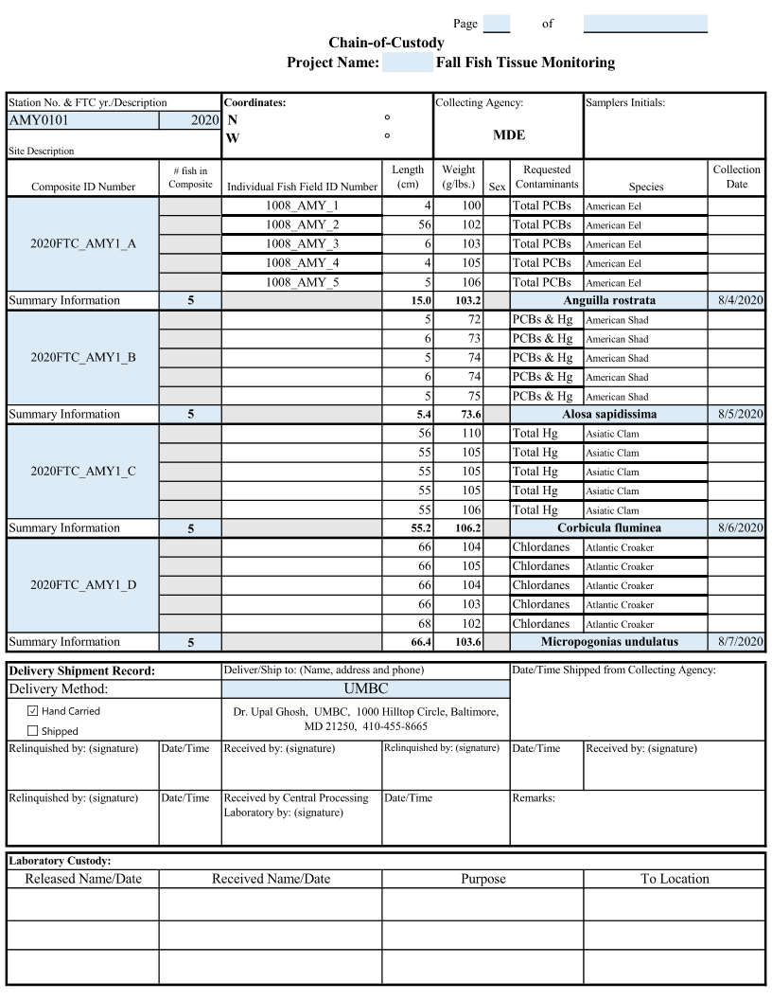 Page of
Chain-of-Custody
Project Name: Fall Fish Tissue Monitoring
Station No. & FTC yr./Description Coordinates: Collecting Agency: Samplers Initials:
AMY0101 2020 N °
W ° MDE
Site Description
Composite ID Number # fish in Composite Individual Fish Field ID Number Length (cm) Weight (g/lbs.) Sex Requested Contaminants Species Collection Date
1008_AMY_1 4 100 Total PCBs American Eel
1008_AMY_2 56 102 Total PCBs American Eel
2020FTC_AMY1_A 1008_AMY_3 6 103 Total PCBs American Eel
1008_AMY_4 4 105 Total PCBs American Eel
1008_AMY_5 5 106 Total PCBs American Eel
Summary Information 5 15.0 103.2 Anguilla rostrata 8/4/2020
5 72 PCBs & Hg American Shad
6 73 PCBs & Hg American Shad
2020FTC_AMY1_B 5 74 PCBs & Hg American Shad
6 74 PCBs & Hg American Shad
5 75 PCBs & Hg American Shad
Summary Information 5 5.4 73.6 Alosa sapidissima 8/5/2020
56 110 Total Hg Asiatic Clam
55 105 Total Hg Asiatic Clam
2020FTC_AMY1_C 55 105 Total Hg Asiatic Clam
55 105 Total Hg Asiatic Clam
55 106 Total Hg Asiatic Clam
Summary Information 5 55.2 106.2 Corbicula fluminea 8/6/2020
66 104 Chlordanes Atlantic Croaker
66 105 Chlordanes Atlantic Croaker
2020FTC_AMY1_D 66 104 Chlordanes Atlantic Croaker
66 103 Chlordanes Atlantic Croaker
68 102 Chlordanes Atlantic Croaker
Summary Information 5 66.4 103.6 Micropogonias undulatus 8/7/2020
Delivery Shipment Record: Deliver/Ship to: (Name, address and phone) Date/Time Shipped from Collecting Agency:
Delivery Method: UMBC
Hand Carried Dr. Upal Ghosh, UMBC, 1000 Hilltop Circle, Baltimore,
Shipped MD 21250, 410-455-8665
Relinquished by: (signature) Date/Time Received by: (signature) Relinquished by: (signature) Date/Time Received by: (signature)
Relinquished by: (signature) Date/Time Received by Central Processing Date/Time Remarks:
Laboratory by: (signature)
Laboratory Custody:
Released Name/Date Received Name/Date Purpose To Location